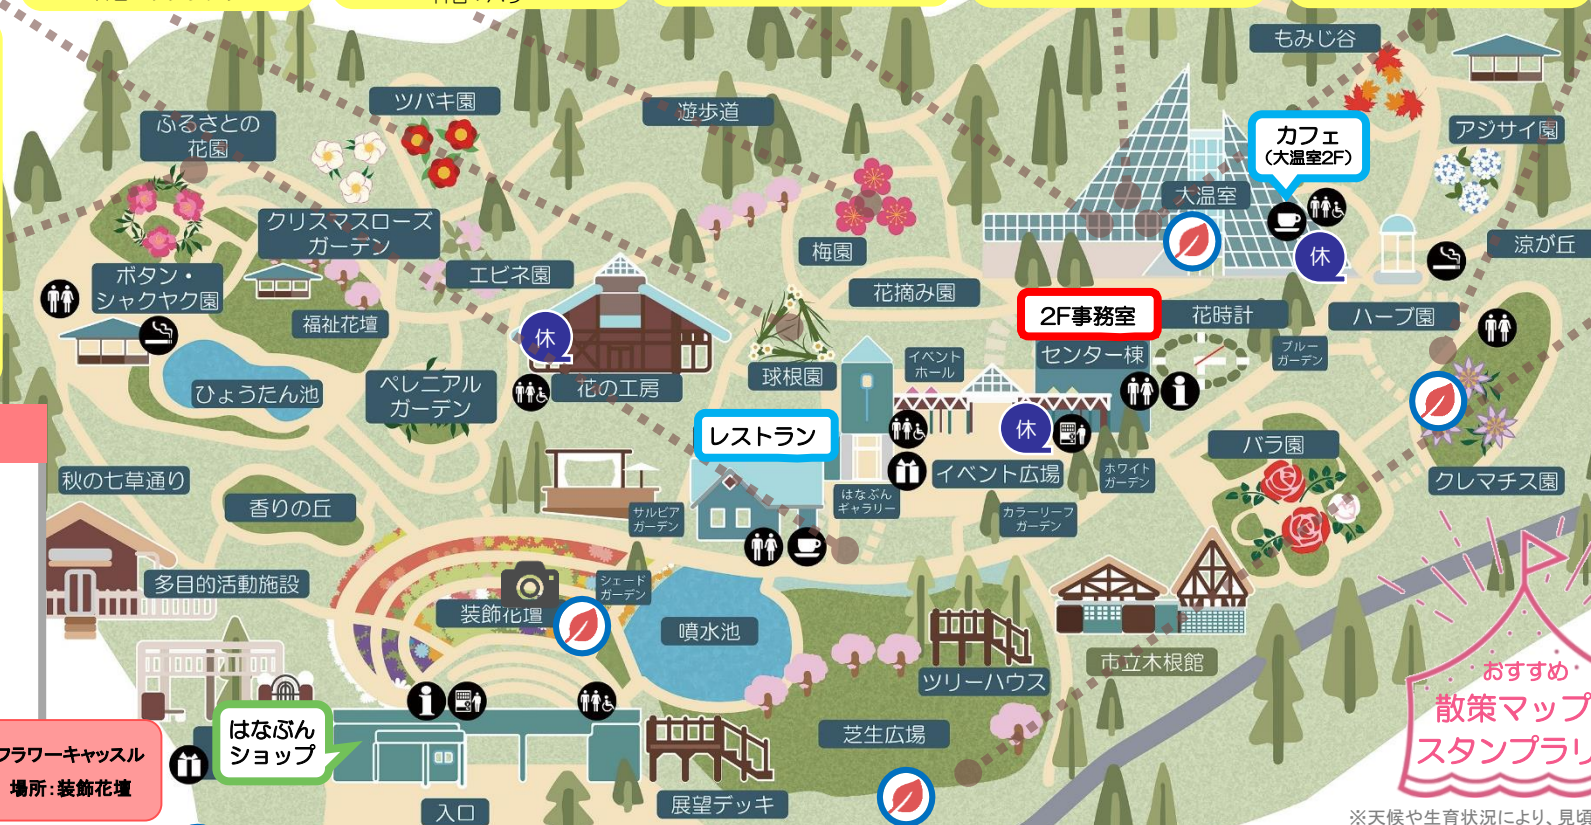 もみじ谷
ツバキ園
遊歩道
ふるさとの
花園
カフェ
(大温室2F)
アジサイ園
大温室
クリスマスローズ
ガーデン
梅園
涼が丘
休
エビネ園
ボタン・
シャクヤク園
花摘み園
2F事務室
花時計
ハーブ園
福祉花壇
休
センター棟
ブルー
ガーデン
イベント
ホール
球根園
ひょうたん池
ペレニアル
ガーデン
花の工房
レストラン
休
バラ園
イベント広場
ホワイト
ガーデン
クレマチス園
秋の七草通り
香りの丘
はなぶん
ギャラリー
サルビア
ガーデン
カラーリーフ
ガーデン
多目的活動施設
シェード
ガーデン
装飾花壇
噴水池
市立木根館
ツリーハウス
おすすめ
散策マップ
スタンプラリ
はなぶん
ショップ
芝生広場
フラワーキャッスル
場所:装飾花壇
展望デッキ
入口
※天候や生育状況により、見頃